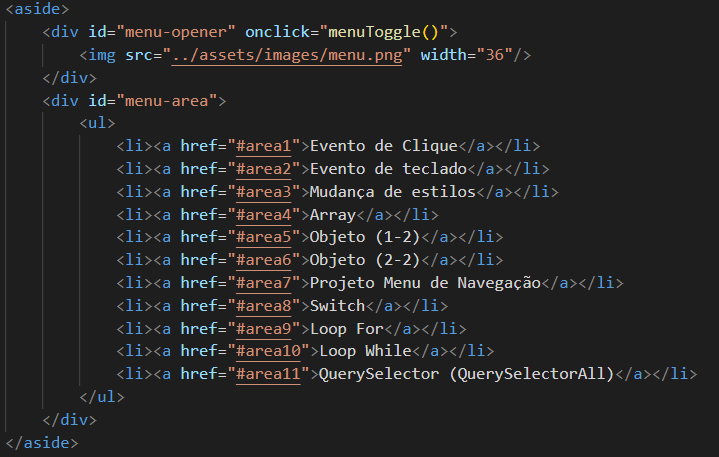 <aside>
<div id="menu-opener" onclick="menuToggle()">
<img src="../assets/images/menu.png" width="36"/>
</div>
<div id="menu-area">
<ul>
<li><a href="#area1">Evento de Clique</a></li>
<li><a href="#area2">Evento de teclado</a></li>
<li><a href="#area3">Mudança de estilos</a></li>
<li><a href="#area4">Array</a></li>
<li><a href="#area5">Objeto (1-2)</a></li>
<li><a href="#area6">Objeto (2-2)</a></li>
<li><a href="#area7">Projeto Menu de Navegação</a></li>
<li><a href="#area8">Switch</a></li>
<li><a href="#area9">Loop For</a></li>
<li><a href="#area10">Loop While</a></li>
<li><a href="#area11">QuerySelector (QuerySelectorAll)</a></li>
</ul>
</div>
</aside>